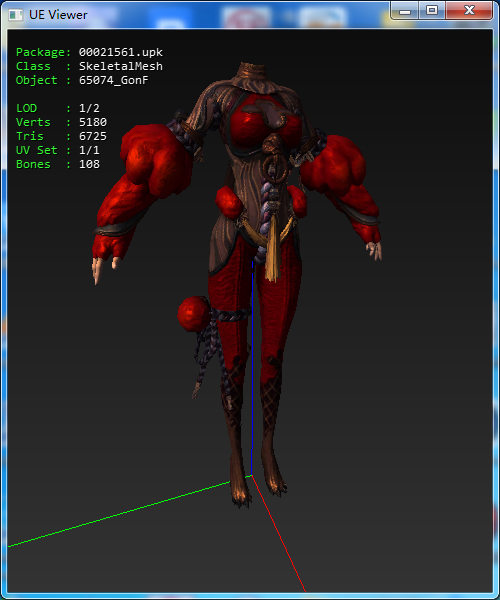 UE Viewer
Package: 00021561.upk
Class : SkeletalMesh
Object : 65074_GonF
LOD : 1/2
Verts : 5180
Tris : 6725
UV Set : 1/1
Bones : 108